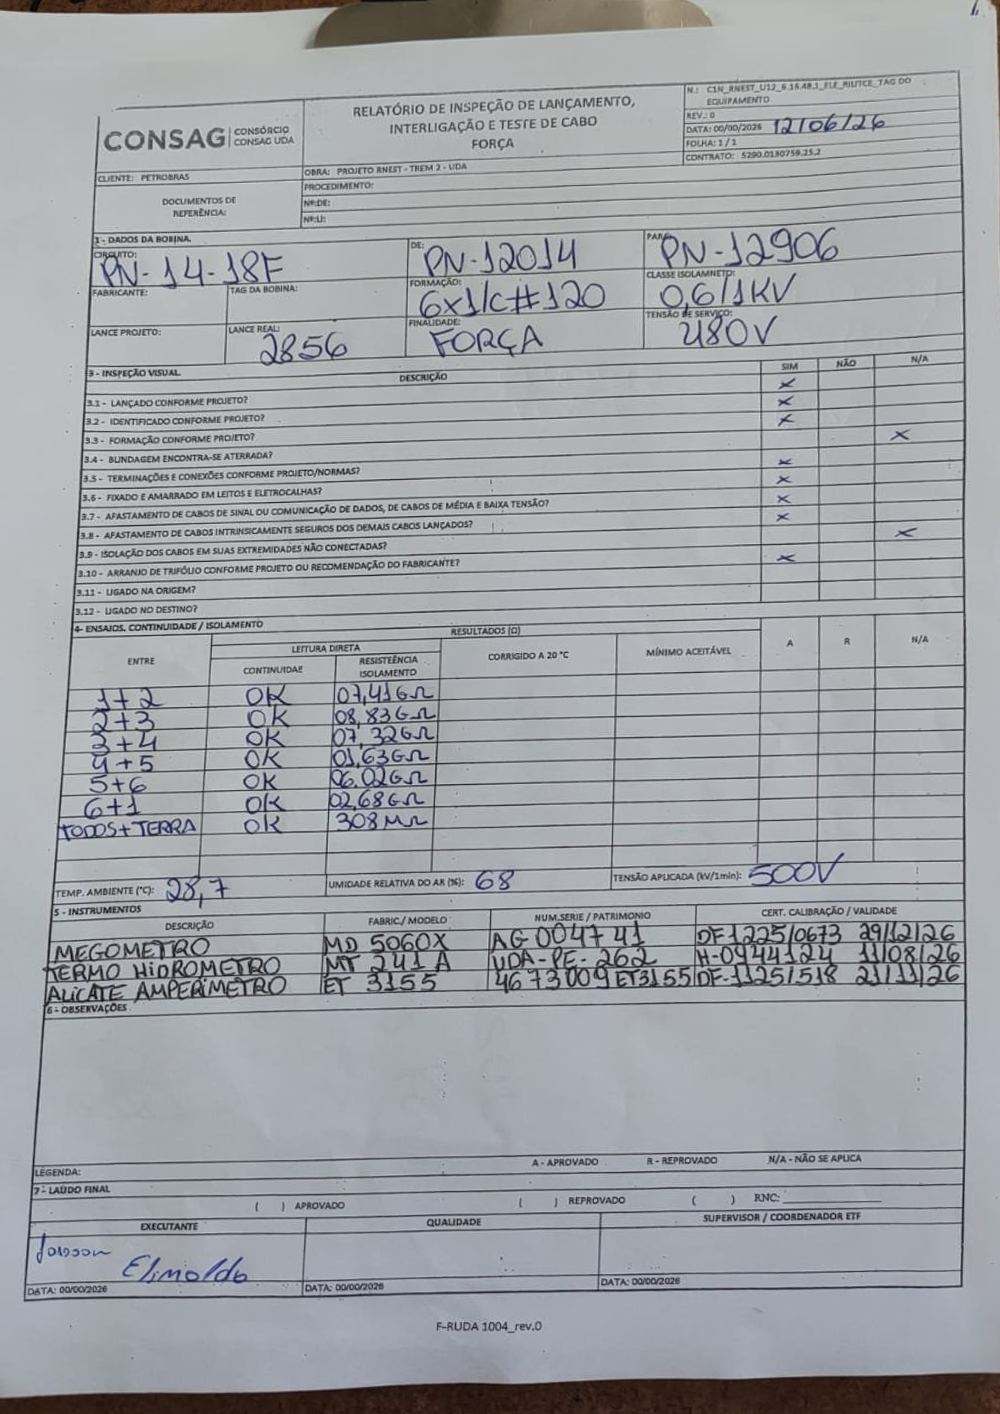 CONSAG CONSÓRCIO CONSAG UDA
RELATÓRIO DE INSPEÇÃO DE LANÇAMENTO, INTERLIGAÇÃO E TESTE DE CABO FORÇA
EQUIPAMENTO
REV.: 0
DATA: 00/00/2026 12/06/26
FOLHA: 1 / 1
CONTRATO: 5290.0130759.25.2
CLIENTE: PETROBRAS
OBRA: PROJETO RNEST - TREM 2 - UDA
DOCUMENTOS DE REFERÊNCIA:
PROCEDIMENTO:
Nº:DE:
Nº:LI:
1 - DADOS DA BOBINA.
CIRCUITO: PN-14-18F
DE: PN-12014
PARA: PN-12906
FABRICANTE:
TAG DA BOBINA:
FORMAÇÃO: 6x1/c#120
CLASSE ISOLAMNETO: 0,6/1KV
LANCE PROJETO:
LANCE REAL: 2856
FINALIDADE: FORÇA
TENSÃO DE SERVIÇO: 480V
3 - INSPEÇÃO VISUAL.
DESCRIÇÃO SIM NÃO N/A
3.1 - LANÇADO CONFORME PROJETO?
3.2 - IDENTIFICADO CONFORME PROJETO?
3.3 - FORMAÇÃO CONFORME PROJETO?
3.4 - BLINDAGEM ENCONTRA-SE ATERRADA?
3.5 - TERMINAÇÕES E CONEXÕES CONFORME PROJETO/NORMAS?
3.6 - FIXADO E AMARRADO EM LEITOS E ELETROCALHAS?
3.7 - AFASTAMENTO DE CABOS DE SINAL OU COMUNICAÇÃO DE DADOS, DE CABOS DE MÉDIA E BAIXA TENSÃO?
3.8 - AFASTAMENTO DE CABOS INTRINSICAMENTE SEGUROS DOS DEMAIS CABOS LANÇADOS?
3.9 - ISOLAÇÃO DOS CABOS EM SUAS EXTREMIDADES NÃO CONECTADAS?
3.10 - ARRANJO DE TRIFÓLIO CONFORME PROJETO OU RECOMENDAÇÃO DO FABRICANTE?
3.11 - LIGADO NA ORIGEM?
3.12 - LIGADO NO DESTINO?
4- ENSAIOS. CONTINUIDADE / ISOLAMENTO
RESULTADOS (Ω)
ENTRE
LEITURA DIRETA
CONTINUIDAE
RESISTEÊNCIA ISOLAMENTO
CORRIGIDO A 20 °C
MÍNIMO ACEITÁVEL
A R N/A
1+2 OK 07,41GΩ
2+3 OK 08,83GΩ
3+4 OK 07,32GΩ
4+5 OK 01,63GΩ
5+6 OK 06.02GΩ
6+1 OK 02,68GΩ
TODOS+TERRA OK 308MΩ
TEMP. AMBIENTE (°C): 28,7
UMIDADE RELATIVA DO AR (%): 68
TENSÃO APLICADA (kV/1min): 500V
5 - INSTRUMENTOS
DESCRIÇÃO FABRIC./ MODELO NUM.SERIE / PATRIMONIO CERT. CALIBRAÇÃO / VALIDADE
MEGOMETRO MD 5060X AG004741 DF1225/0673 29/12/26
TERMO HIDROMETRO MT 241A UDA-PE-262 H-0944124 11/08/26
ALICATE AMPERIMETRO ET 3155 4673009ET3155 DF-1125/518 21/11/26
6 - OBSERVAÇÕES
LEGENDA: A - APROVADO R - REPROVADO N/A - NÃO SE APLICA
7 - LAUDO FINAL
( ) APROVADO ( ) REPROVADO ( ) RNC:
EXECUTANTE QUALIDADE SUPERVISOR / COORDENADOR ETF
Elinaldo
DATA: 00/00/2026 DATA: 00/00/2026 DATA: 00/00/2026
F-RUDA 1004_rev.0